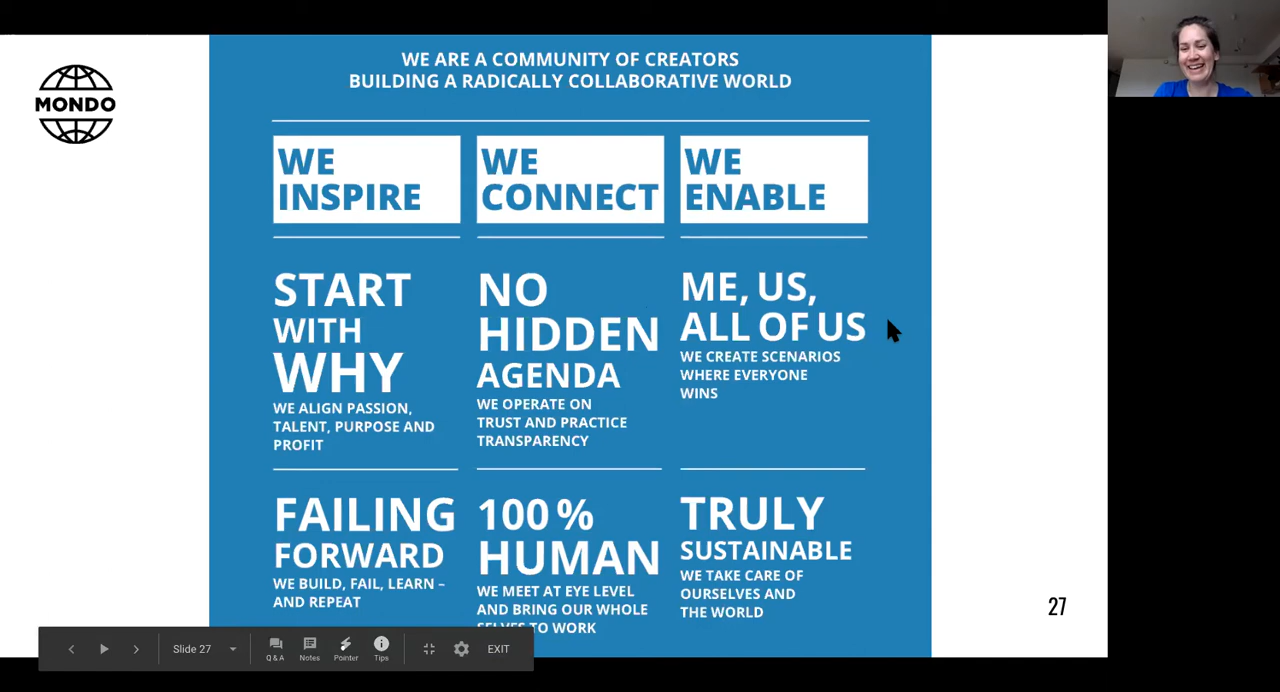 MONDO
WE ARE A COMMUNITY OF CREATORS
BUILDING A RADICALLY COLLABORATIVE WORLD
WE
INSPIRE
WE
CONNECT
WE
ENABLE
START
WITH
WHY
WE ALIGN PASSION,
TALENT, PURPOSE AND
PROFIT
NO
HIDDEN
AGENDA
WE OPERATE ON
TRUST AND PRACTICE
TRANSPARENCY
ME, US,
ALL OF US
WE CREATE SCENARIOS
WHERE EVERYONE
WINS
FAILING
FORWARD
WE BUILD, FAIL, LEARN –
AND REPEAT
100 %
HUMAN
WE MEET AT EYE LEVEL
AND BRING OUR WHOLE
SELVES TO WORK
TRULY
SUSTAINABLE
WE TAKE CARE OF
OURSELVES AND
THE WORLD
27
Slide 27
Q & A
Notes
Pointer
Tips
EXIT